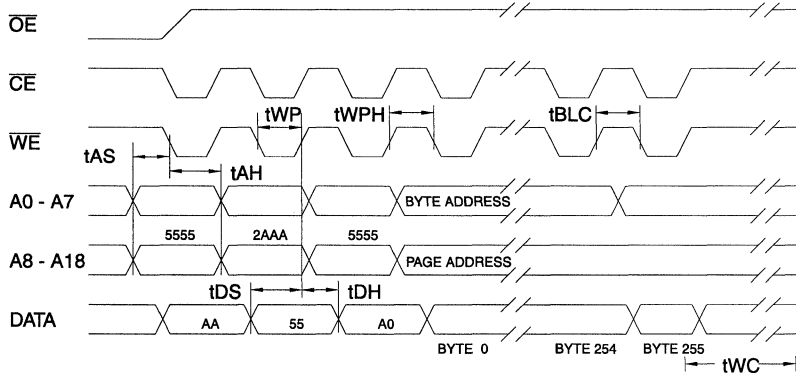 OE
CE
tWP tWPH tBLC
WE
tAS
tAH
A0 - A7 BYTE ADDRESS
5555 2AAA 5555
A8 - A18 PAGE ADDRESS
tDS tDH
DATA AA 55 A0
BYTE 0 BYTE 254 BYTE 255
tWC